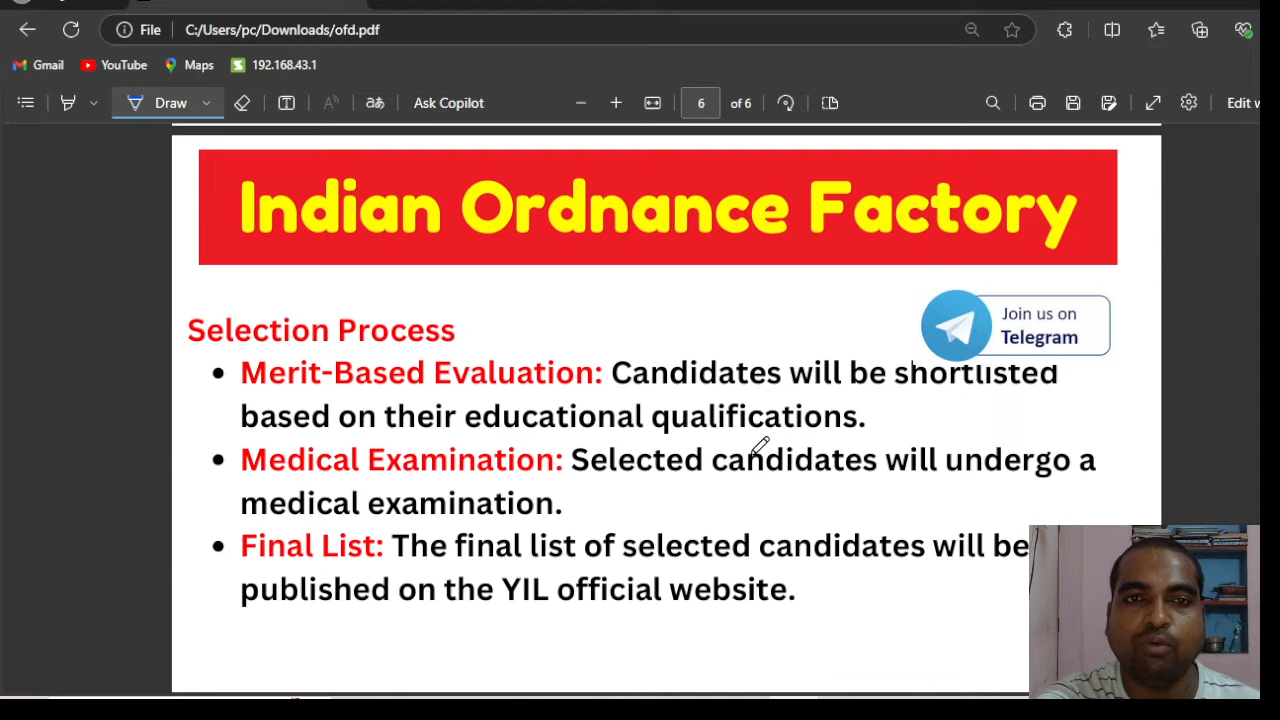 File
C:/Users/pc/Downloads/ofd.pdf
Gmail
YouTube
Maps
192.168.43.1
Draw
aあ
Ask Copilot
6
of 6
Edit
Indian Ordnance Factory
Join us on
Telegram
Selection Process
• Merit-Based Evaluation: Candidates will be shortlisted
based on their educational qualifications.
• Medical Examination: Selected candidates will undergo a
medical examination.
• Final List: The final list of selected candidates will be
published on the YIL official website.